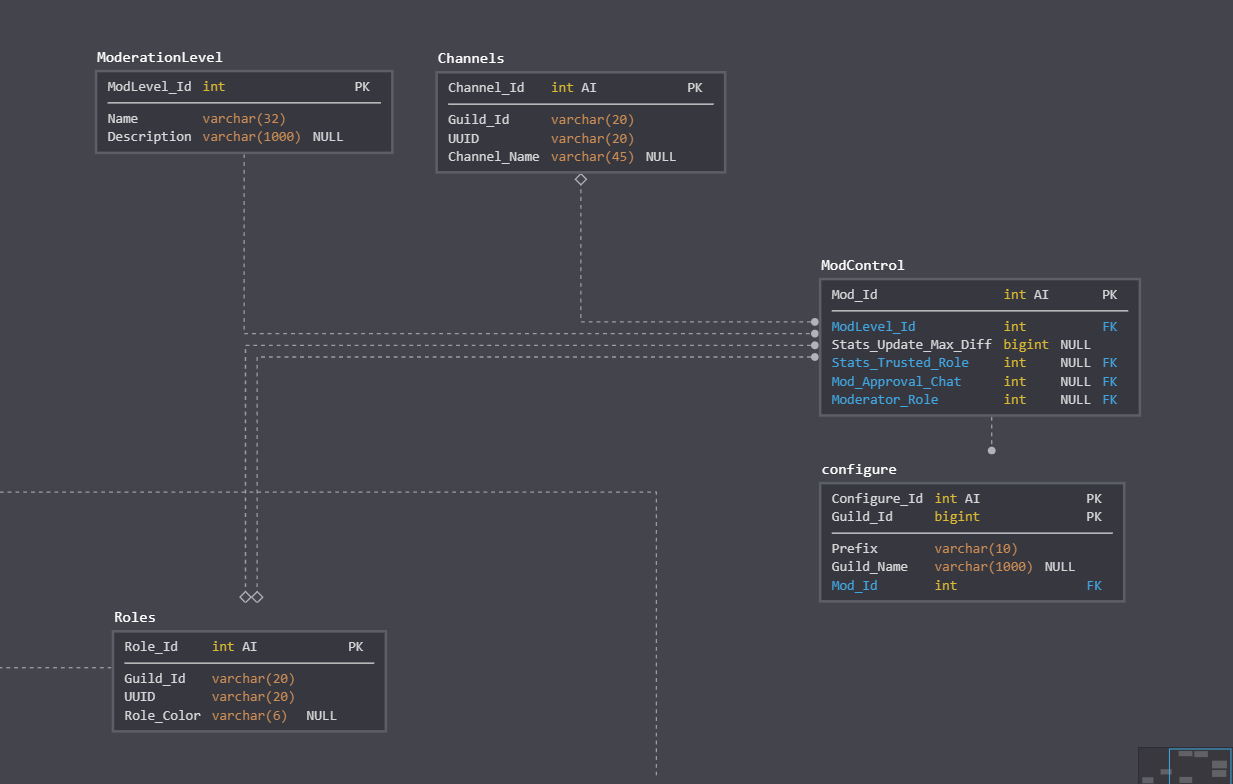 ModerationLevel
ModLevel_Id int PK
Name varchar(32)
Description varchar(1000) NULL
Channels
Channel_Id int AI PK
Guild_Id varchar(20)
UUID varchar(20)
Channel_Name varchar(45) NULL
ModControl
Mod_Id int AI PK
ModLevel_Id int FK
Stats_Update_Max_Diff bigint NULL
Stats_Trusted_Role int NULL FK
Mod_Approval_Chat int NULL FK
Moderator_Role int NULL FK
configure
Configure_Id int AI PK
Guild_Id bigint PK
Prefix varchar(10)
Guild_Name varchar(1000) NULL
Mod_Id int FK
Roles
Role_Id int AI PK
Guild_Id varchar(20)
UUID varchar(20)
Role_Color varchar(6) NULL